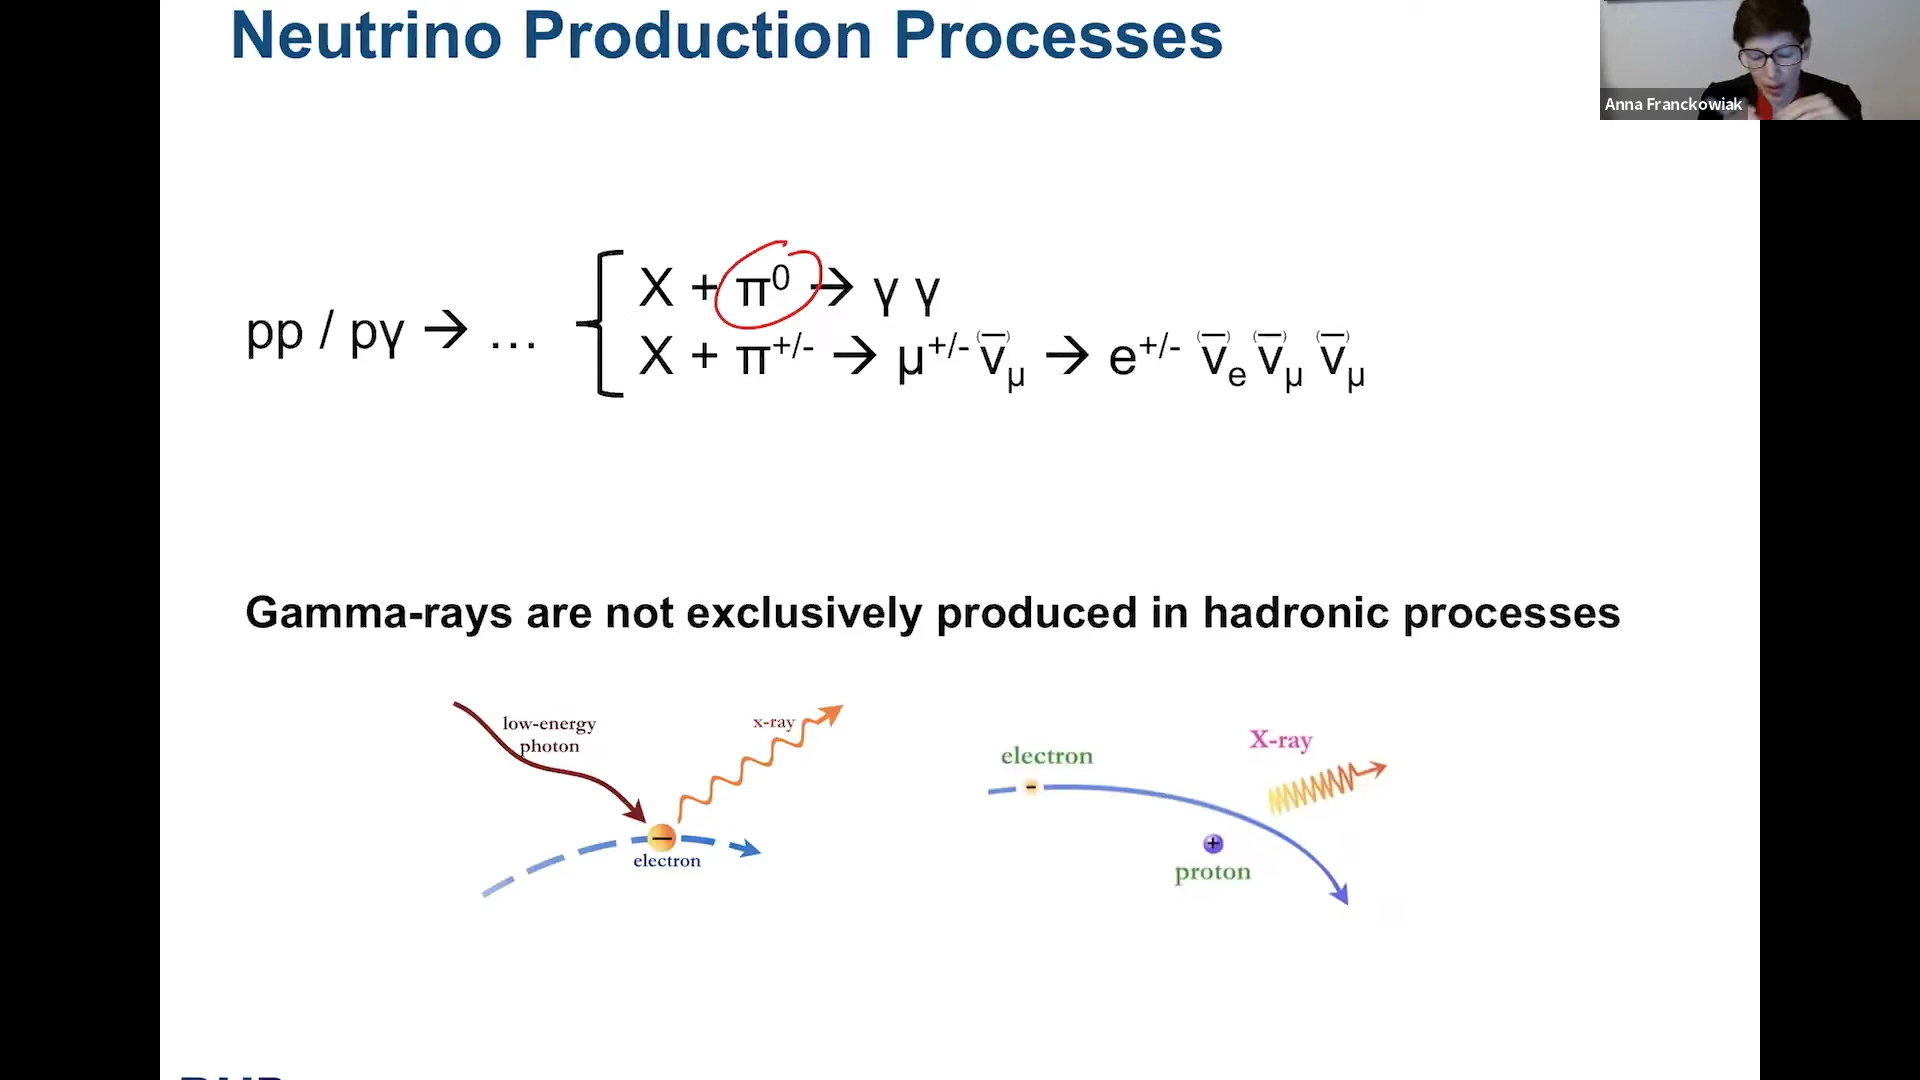 Neutrino Production Processes
Anna Franckowiak
pp / pγ → …
X + π⁰ → γ γ
X + π⁺/⁻ → μ⁺/⁻ (ν̅)μ → e⁺/⁻ (ν̅)e (ν̅)μ (ν̅)μ
Gamma-rays are not exclusively produced in hadronic processes
low-energy
photon
x-ray
−
electron
electron
-
X-ray
+
proton